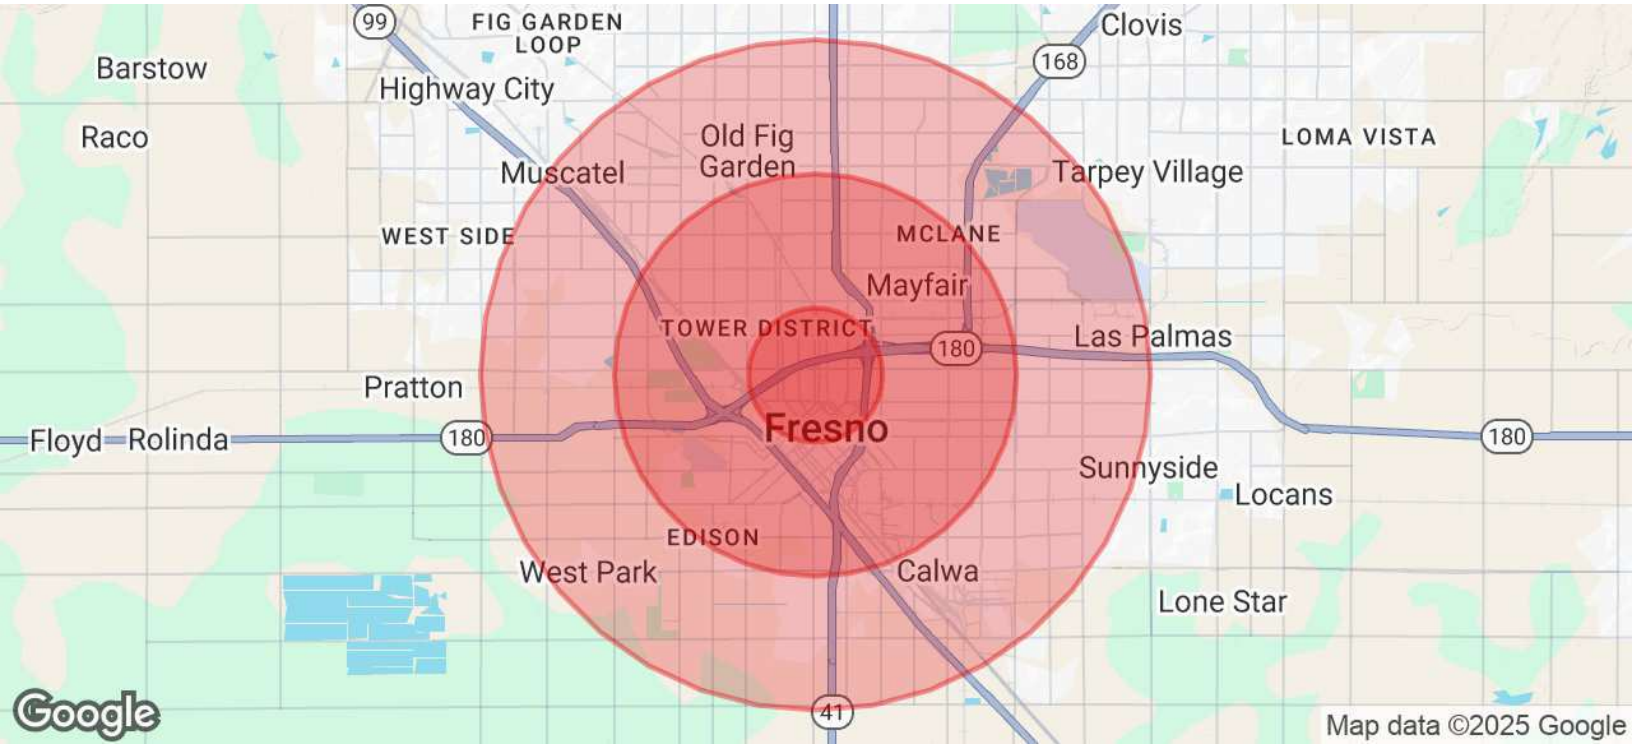 99
FIG GARDEN
LOOP
Clovis
168
Barstow
Highway City
Raco
Old Fig
Garden
LOMA VISTA
Muscatel
Tarpey Village
WEST SIDE
MCLANE
Mayfair
TOWER DISTRICT
180
Las Palmas
Pratton
Fresno
Floyd
Rolinda
180
180
Sunnyside
Locans
EDISON
West Park
Calwa
Lone Star
Google
41
Map data ©2025 Google